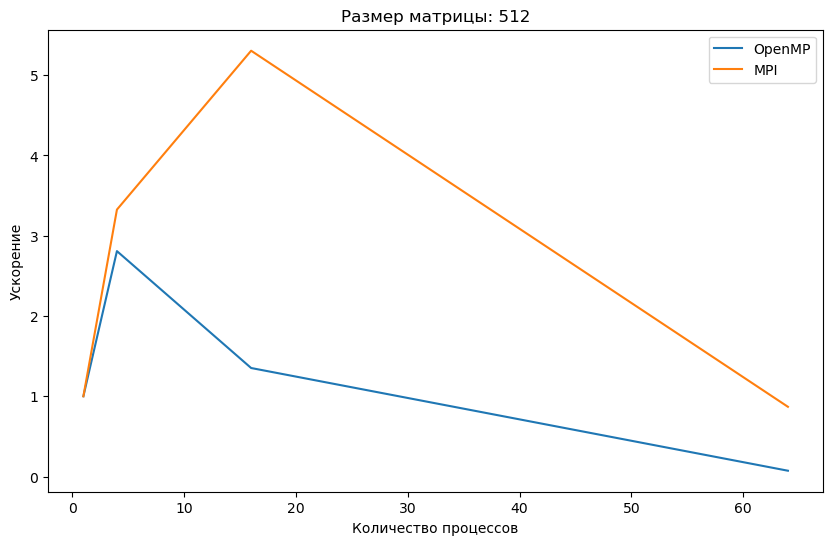 Размер матрицы: 512
OpenMP
MPI
Ускорение
5
4
3
2
1
0
0 10 20 30 40 50 60
Количество процессов